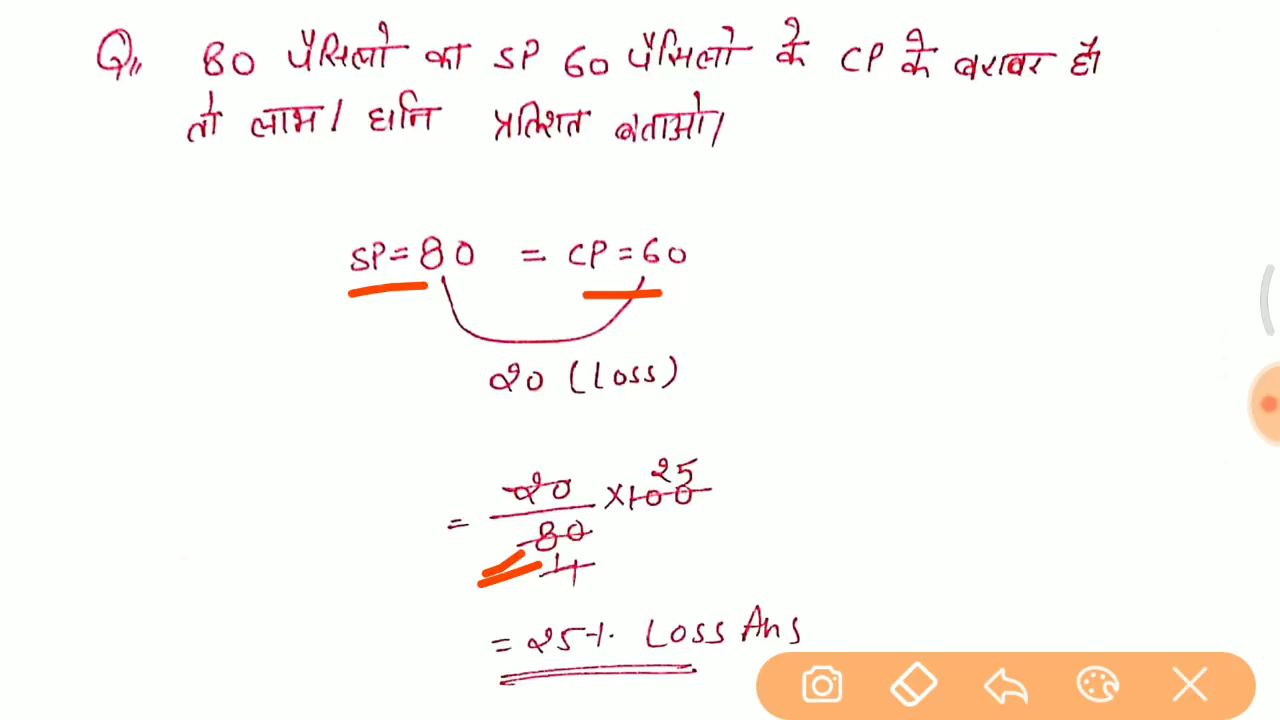 Q,, 80 पेंसिलो का SP 60 पेंसिलो के CP के बराबर हो
तो लाभ / हानि प्रतिशत बताओ।
SP = 80 = CP = 60
20 (Loss)
25
= 20/80 × 100
4
= 25% Loss Ans